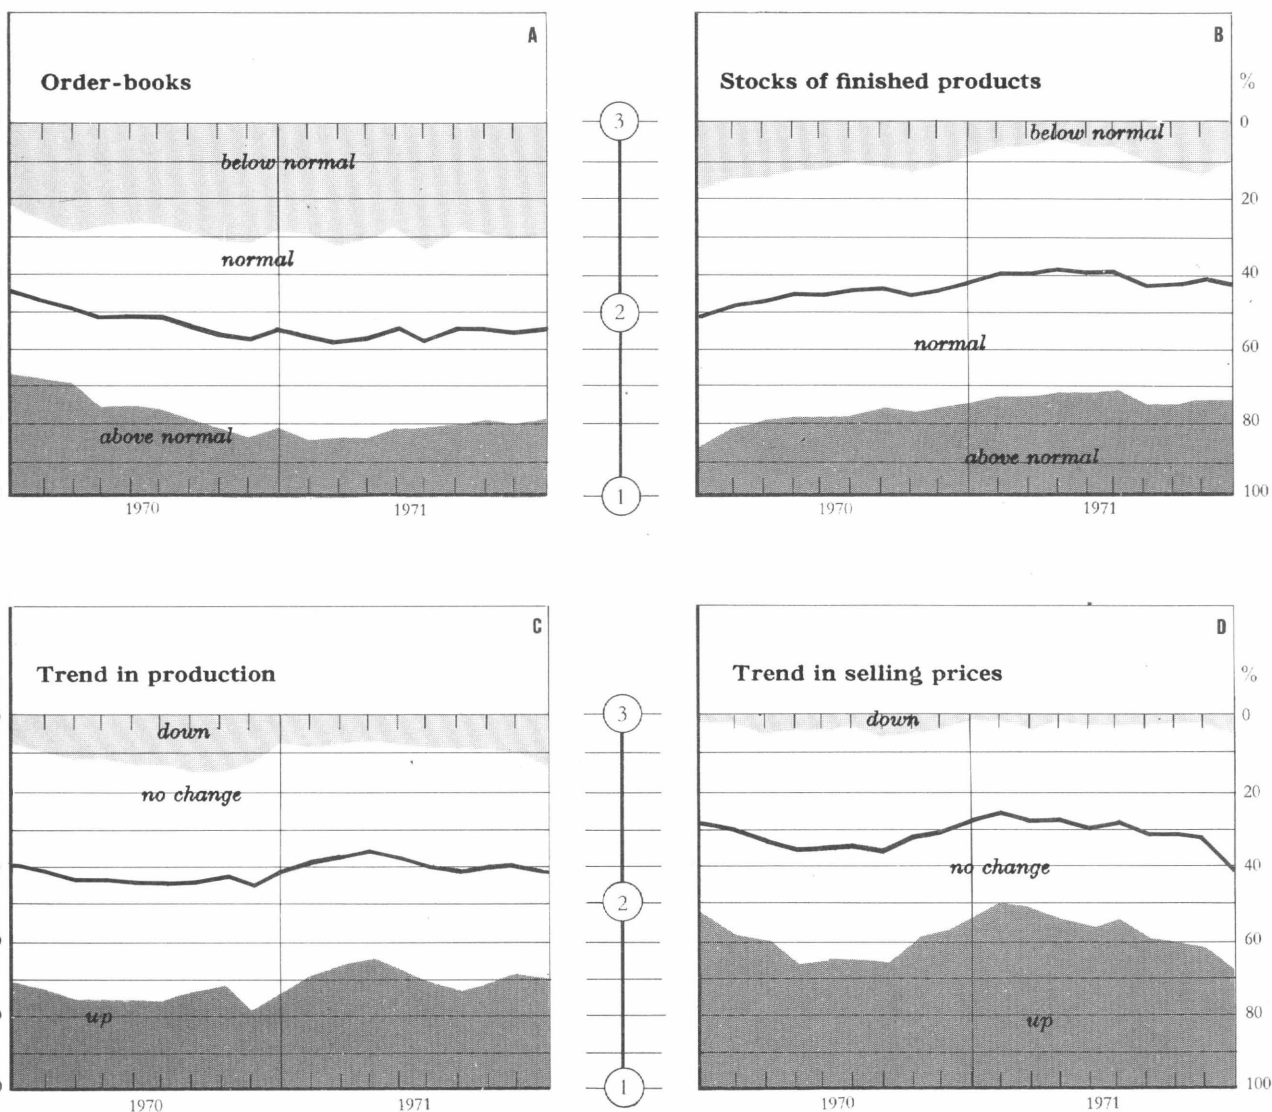 A
Order-books
below normal
normal
above normal
1970 1971
3
2
1
B
Stocks of finished products
%
below normal
normal
above normal
0
20
40
60
80
100
1970 1971
C
Trend in production
down
no change
up
1970 1971
3
2
1
D
Trend in selling prices
%
down
no change
up
0
20
40
60
80
100
1970 1971